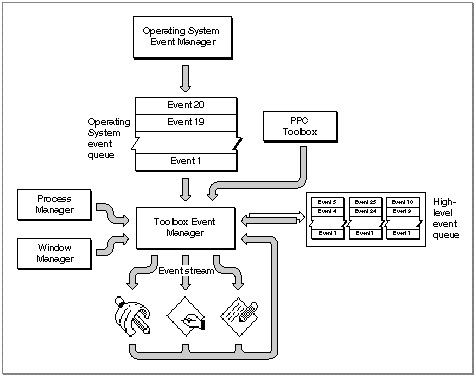 Operating System
Event Manager
Operating
System
event
queue
Event 20
Event 19
Event 1
PPC
Toolbox
Process
Manager
Toolbox Event
Manager
Window
Manager
Event 5
Event 4
Event 1
Event 25
Event 24
Event 1
Event 10
Event 9
Event 1
High-
level
event
queue
Event stream